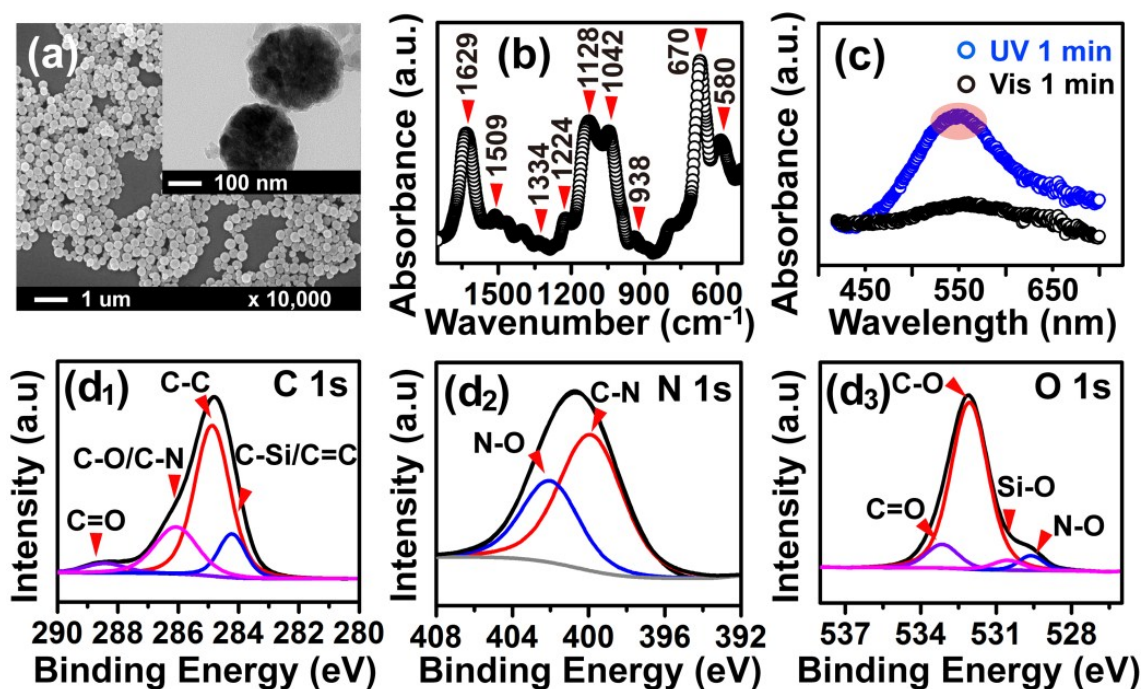 (a)
100 nm
1 um x 10,000
(b)
1629
1509
1334
1224
1128
1042
938
670
580
Absorbance (a.u.)
1500 1200 900 600
Wavenumber (cm-1)
(c)
UV 1 min
Vis 1 min
Absorbance (a.u.)
450 550 650
Wavelength (nm)
(d1) C 1s
C-C
C-O/C-N
C-Si/C=C
C=O
Intensity (a.u)
290 288 286 284 282 280
Binding Energy (eV)
(d2) N 1s
C-N
N-O
Intensity (a.u)
408 404 400 396 392
Binding Energy (eV)
(d3) O 1s
C-O
Si-O
C=O
N-O
Intensity (a.u)
537 534 531 528
Binding Energy (eV)